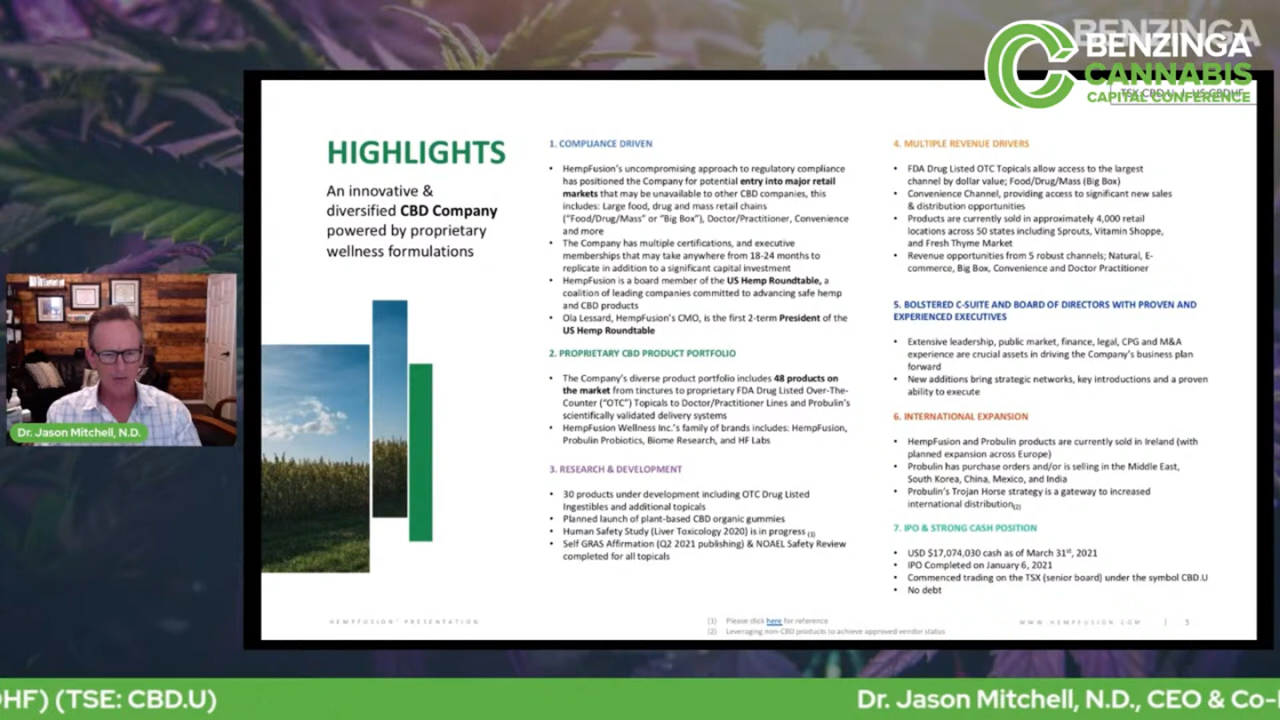 BENZINGA
BENZINGA
CANNABIS
CAPITAL CONFERENCE
HIGHLIGHTS
An innovative &
diversified CBD Company
powered by proprietary
wellness formulations
1. COMPLIANCE DRIVEN
• HempFusion's uncompromising approach to regulatory compliance
has positioned the Company for potential entry into major retail
markets that may be unavailable to other CBD companies, this
includes: Large food, drug and mass retail chains
("Food/Drug/Mass" or "Big Box"), Doctor/Practitioner, Convenience
and more
• The Company has multiple certifications, and executive
memberships that may take anywhere from 18-24 months to
replicate in addition to a significant capital investment
• HempFusion is a board member of the US Hemp Roundtable, a
coalition of leading companies committed to advancing safe hemp
and CBD products
• Ola Lessard, HempFusion's CMO, is the first 2-term President of the
US Hemp Roundtable
2. PROPRIETARY CBD PRODUCT PORTFOLIO
• The Company's diverse product portfolio includes 48 products on
the market from tinctures to proprietary FDA Drug Listed Over-The-
Counter ("OTC") Topicals to Doctor/Practitioner Lines and Probulin's
scientifically validated delivery systems
• HempFusion Wellness Inc.'s family of brands includes: HempFusion,
Probulin Probiotics, Biome Research, and HF Labs
3. RESEARCH & DEVELOPMENT
• 30 products under development including OTC Drug Listed
Ingestibles and additional topicals
• Planned launch of plant-based CBD organic gummies
• Human Safety Study (Liver Toxicology 2020) is in progress (1)
• Self GRAS Affirmation (Q2 2021 publishing) & NOAEL Safety Review
completed for all topicals
4. MULTIPLE REVENUE DRIVERS
• FDA Drug Listed OTC Topicals allow access to the largest
channel by dollar value; Food/Drug/Mass (Big Box)
• Convenience Channel, providing access to significant new sales
& distribution opportunities
• Products are currently sold in approximately 4,000 retail
locations across 50 states including Sprouts, Vitamin Shoppe,
and Fresh Thyme Market
• Revenue opportunities from 5 robust channels; Natural, E-
commerce, Big Box, Convenience and Doctor Practitioner
5. BOLSTERED C-SUITE AND BOARD OF DIRECTORS WITH PROVEN AND
EXPERIENCED EXECUTIVES
• Extensive leadership, public market, finance, legal, CPG and M&A
experience are crucial assets in driving the Company's business plan
forward
• New additions bring strategic networks, key introductions and a proven
ability to execute
6. INTERNATIONAL EXPANSION
• HempFusion and Probulin products are currently sold in Ireland (with
planned expansion across Europe)
• Probulin has purchase orders and/or is selling in the Middle East,
South Korea, China, Mexico, and India
• Probulin's Trojan Horse strategy is a gateway to increased
international distribution(2)
7. IPO & STRONG CASH POSITION
• USD $17,074,030 cash as of March 31st, 2021
• IPO Completed on January 6, 2021
• Commenced trading on the TSX (senior board) under the symbol CBD.U
• No debt
HEMPFUSION™ PRESENTATION
(1) Please click here for reference
(2) Leveraging non-CBD products to achieve approved vendor status
WWW.HEMPFUSION.COM | 5
Dr. Jason Mitchell, N.D.
OHF) (TSE: CBD.U)
Dr. Jason Mitchell, N.D., CEO & Co-